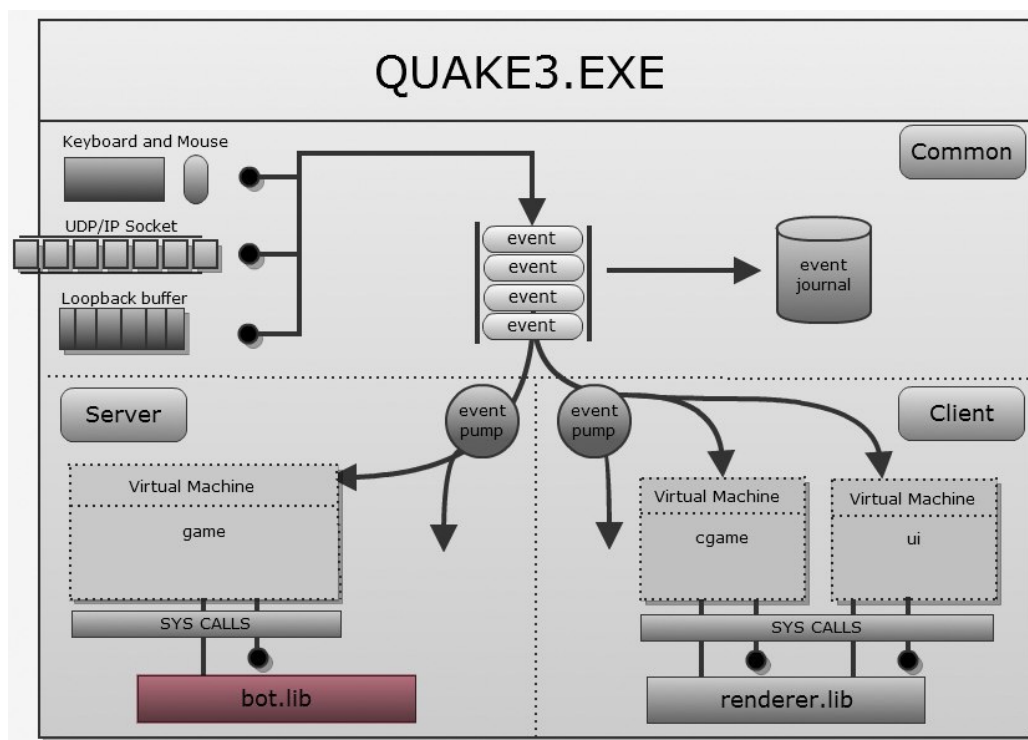 QUAKE3.EXE
Keyboard and Mouse
Common
UDP/IP Socket
event
event
event
event
event
journal
Loopback buffer
Server
event
pump
event
pump
Client
Virtual Machine
game
Virtual Machine
cgame
Virtual Machine
ui
SYS CALLS
SYS CALLS
bot.lib
renderer.lib